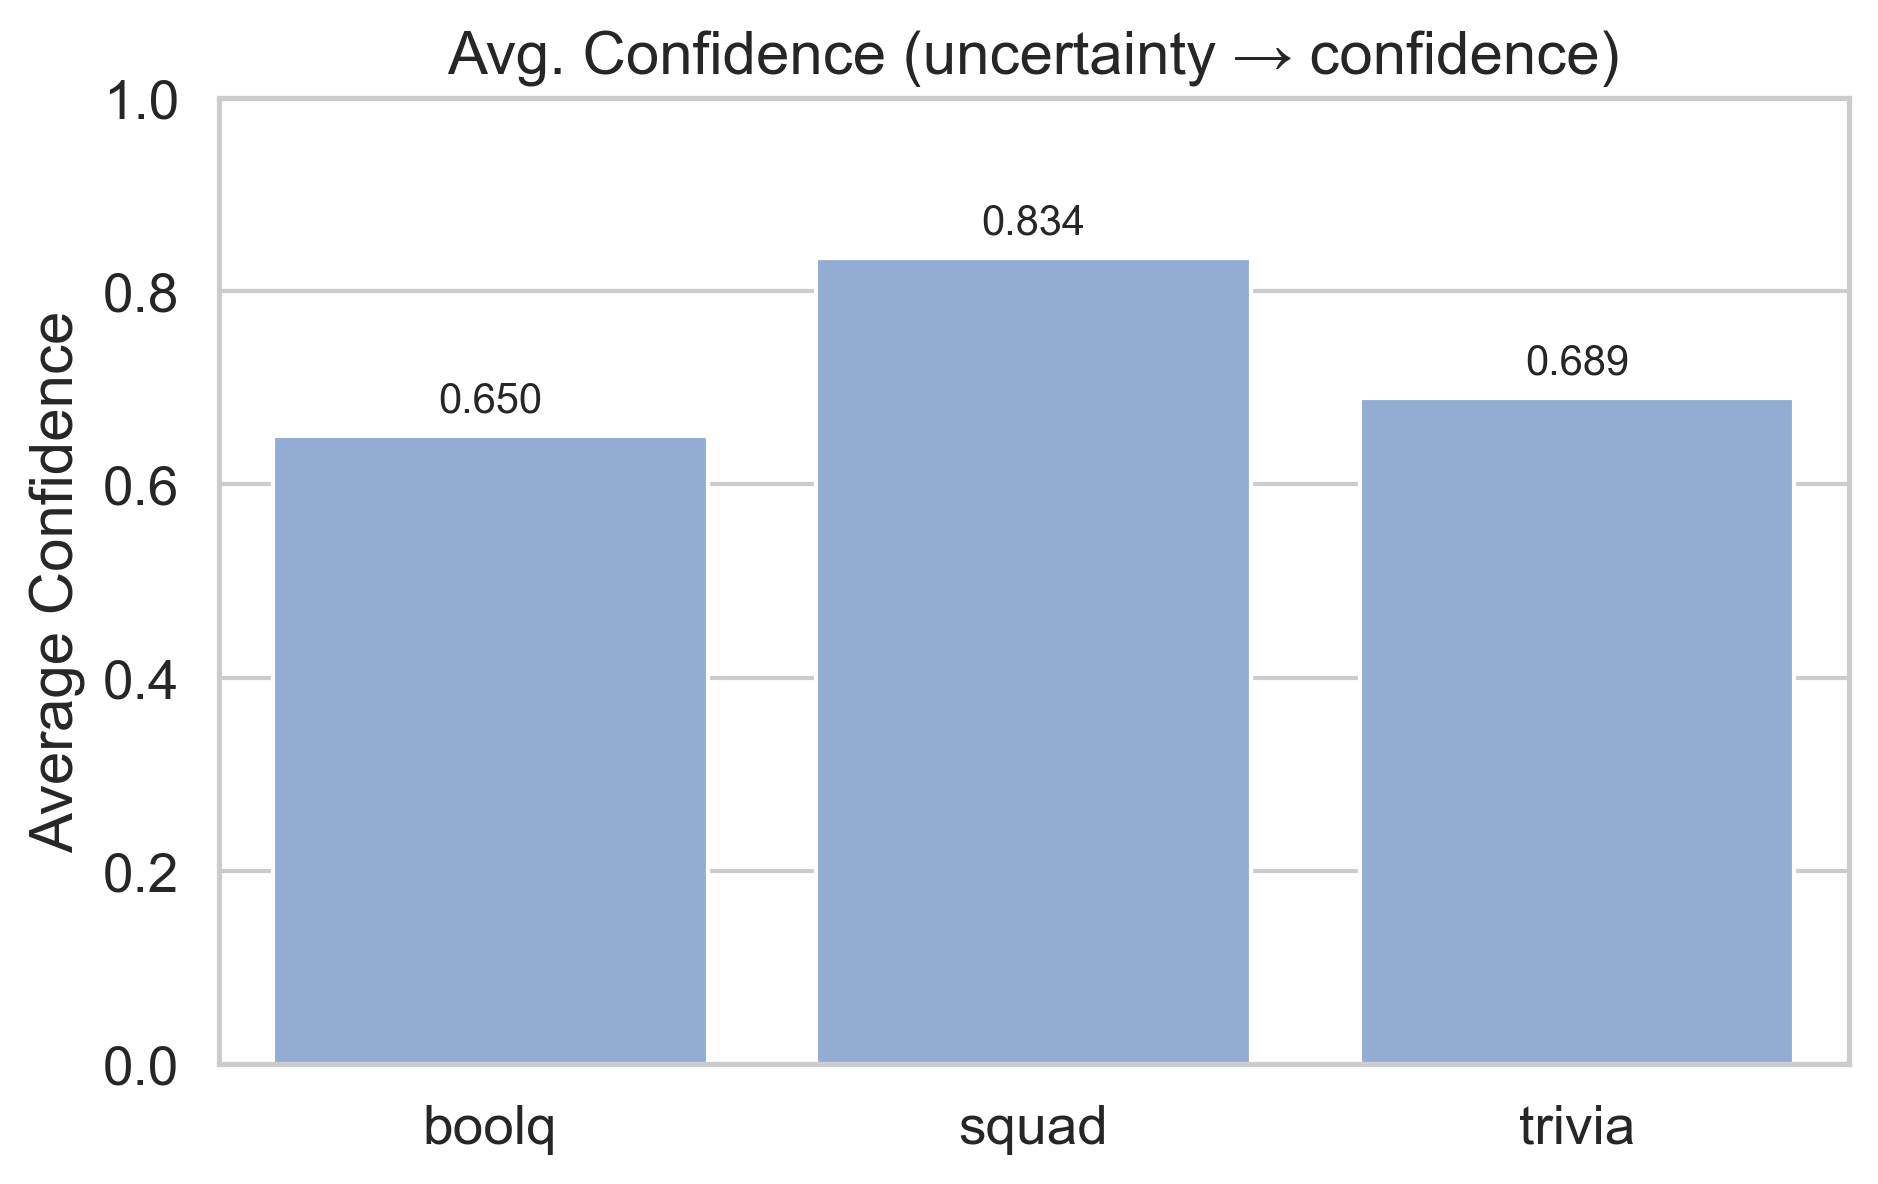 Avg. Confidence (uncertainty → confidence)
Average Confidence
1.0
0.8
0.6
0.4
0.2
0.0
0.650
0.834
0.689
boolq
squad
trivia